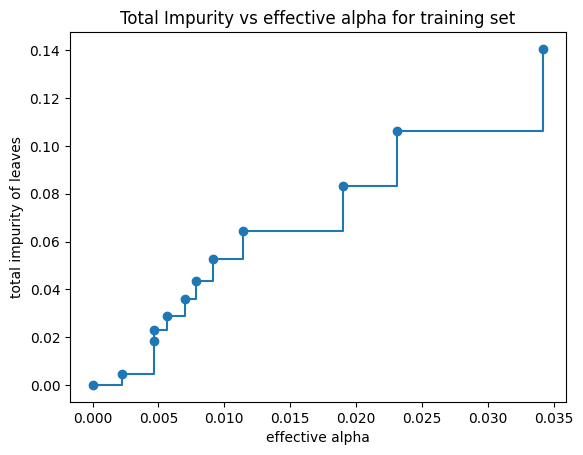 Total Impurity vs effective alpha for training set
total impurity of leaves
0.14
0.12
0.10
0.08
0.06
0.04
0.02
0.00
0.000 0.005 0.010 0.015 0.020 0.025 0.030 0.035
effective alpha